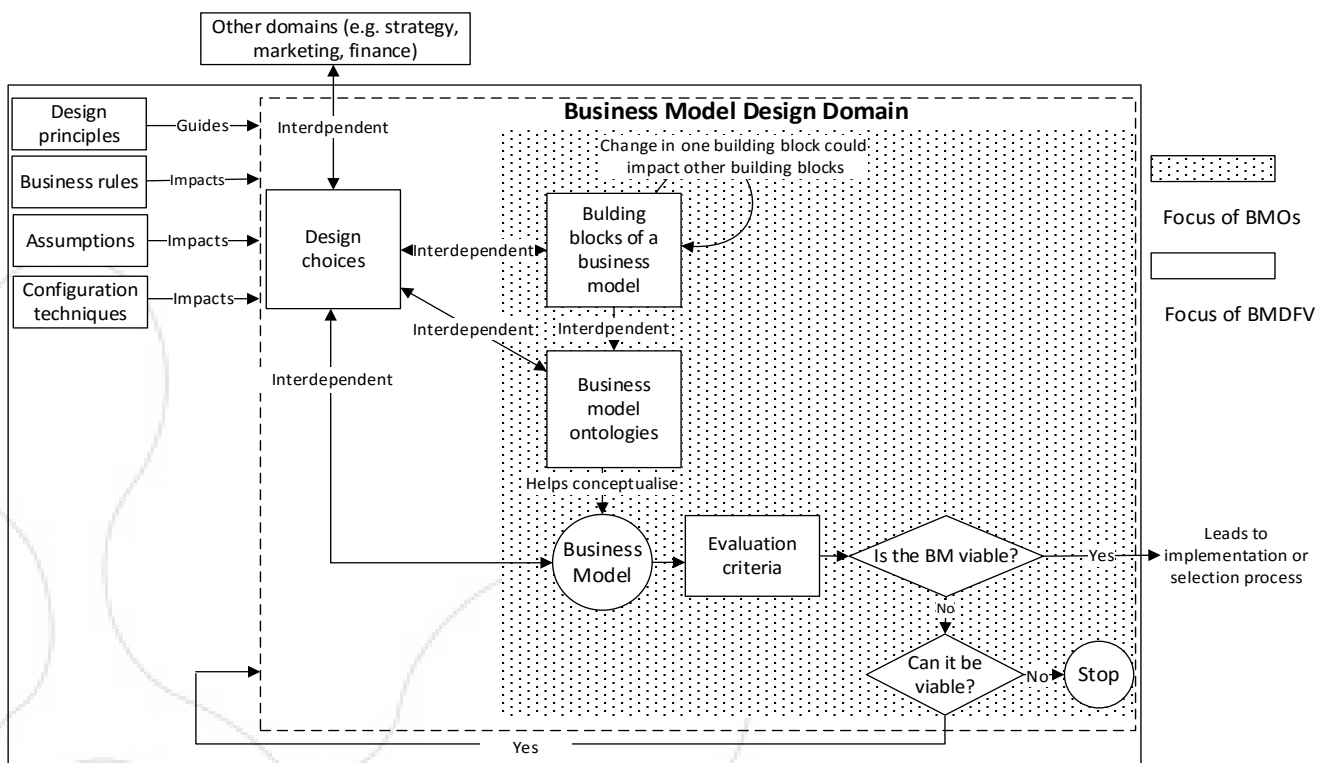 Other domains (e.g. strategy,
marketing, finance)
Business Model Design Domain
Design
principles
Guides
Interdpendent
Change in one building block could
impact other building blocks
Business rules
Impacts
Assumptions
Impacts
Configuration
techniques
Impacts
Design
choices
Interdependent
Bulding
blocks of a
business
model
Focus of BMOs
Focus of BMDFV
Interdependent
Interdpendent
Interdependent
Business
model
ontologies
Helps conceptualise
Business
Model
Evaluation
criteria
Is the BM viable?
Yes
Leads to
implementation or
selection process
No
Can it be
viable?
No
Stop
Yes